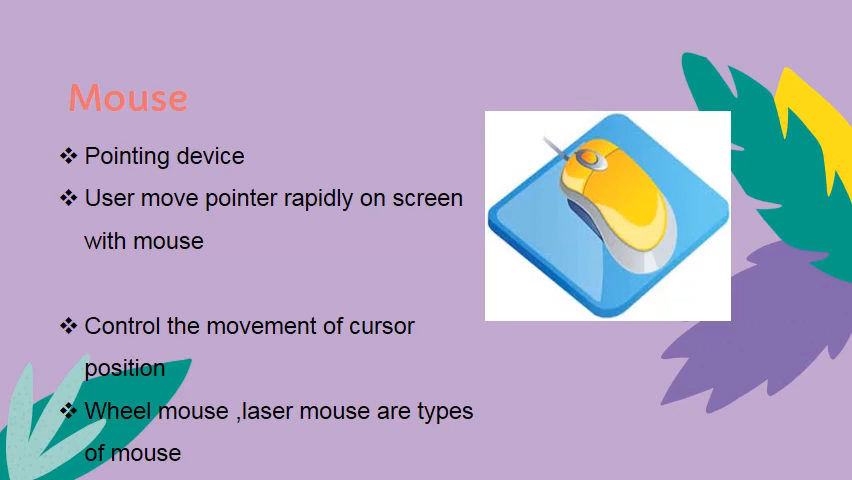 Mouse
❖ Pointing device
❖ User move pointer rapidly on screen
with mouse
❖ Control the movement of cursor
position
❖ Wheel mouse ,laser mouse are types
of mouse